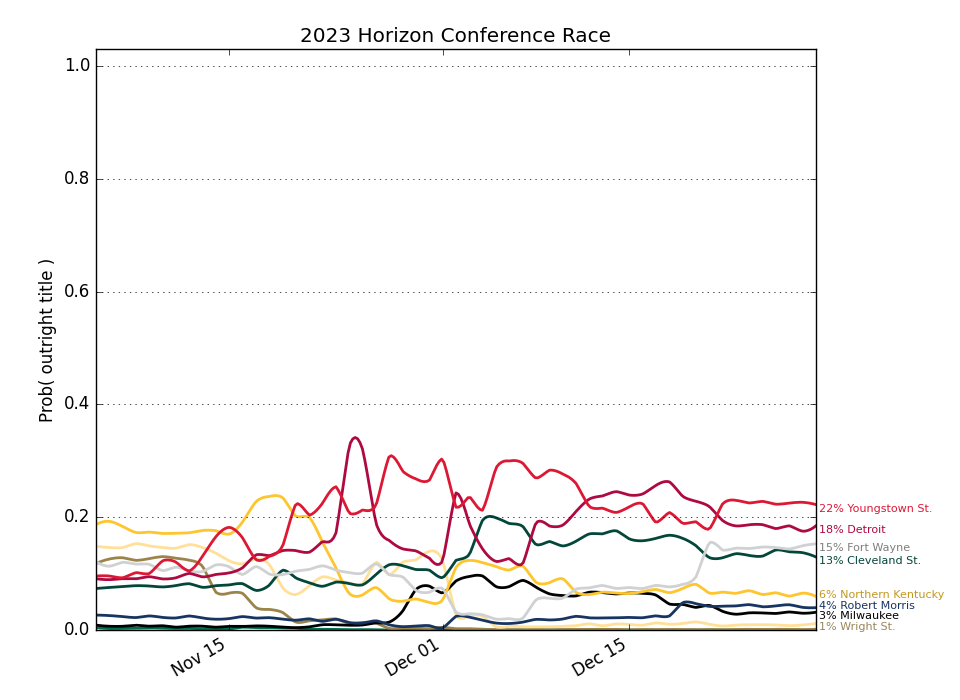 2023 Horizon Conference Race
Prob( outright title )
1.0
0.8
0.6
0.4
0.2
0.0
Nov 15
Dec 01
Dec 15
22% Youngstown St.
18% Detroit
15% Fort Wayne
13% Cleveland St.
6% Northern Kentucky
4% Robert Morris
3% Milwaukee
1% Wright St.